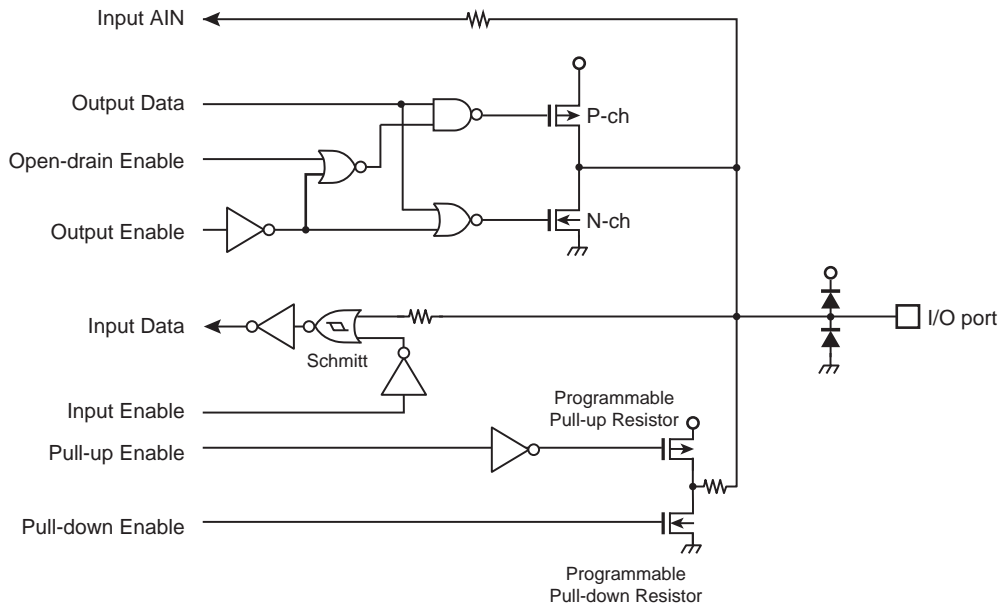 Input AIN
Output Data
P-ch
Open-drain Enable
N-ch
Output Enable
I/O port
Input Data
Schmitt
Input Enable
Programmable
Pull-up Resistor
Pull-up Enable
Pull-down Enable
Programmable
Pull-down Resistor